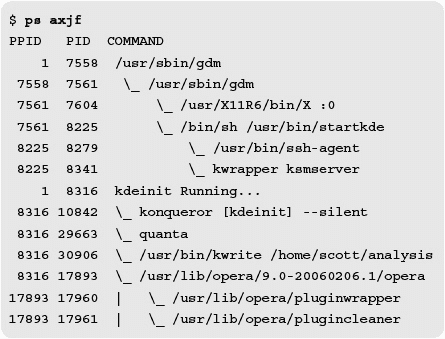 $ ps axjf
PPID   PID  COMMAND
    1  7558  /usr/sbin/gdm
 7558  7561   \_ /usr/sbin/gdm
 7561  7604       \_ /usr/X11R6/bin/X :0
 7561  8225       \_ /bin/sh /usr/bin/startkde
 8225  8279           \_ /usr/bin/ssh-agent
 8225  8341           \_ kwrapper ksmserver
    1  8316  kdeinit Running...
 8316 10842  \_ konqueror [kdeinit] --silent
 8316 29663  \_ quanta
 8316 30906  \_ /usr/bin/kwrite /home/scott/analysis
 8316 17893  \_ /usr/lib/opera/9.0-20060206.1/opera
17893 17960  |   \_ /usr/lib/opera/pluginwrapper
17893 17961  |   \_ /usr/lib/opera/plugincleaner